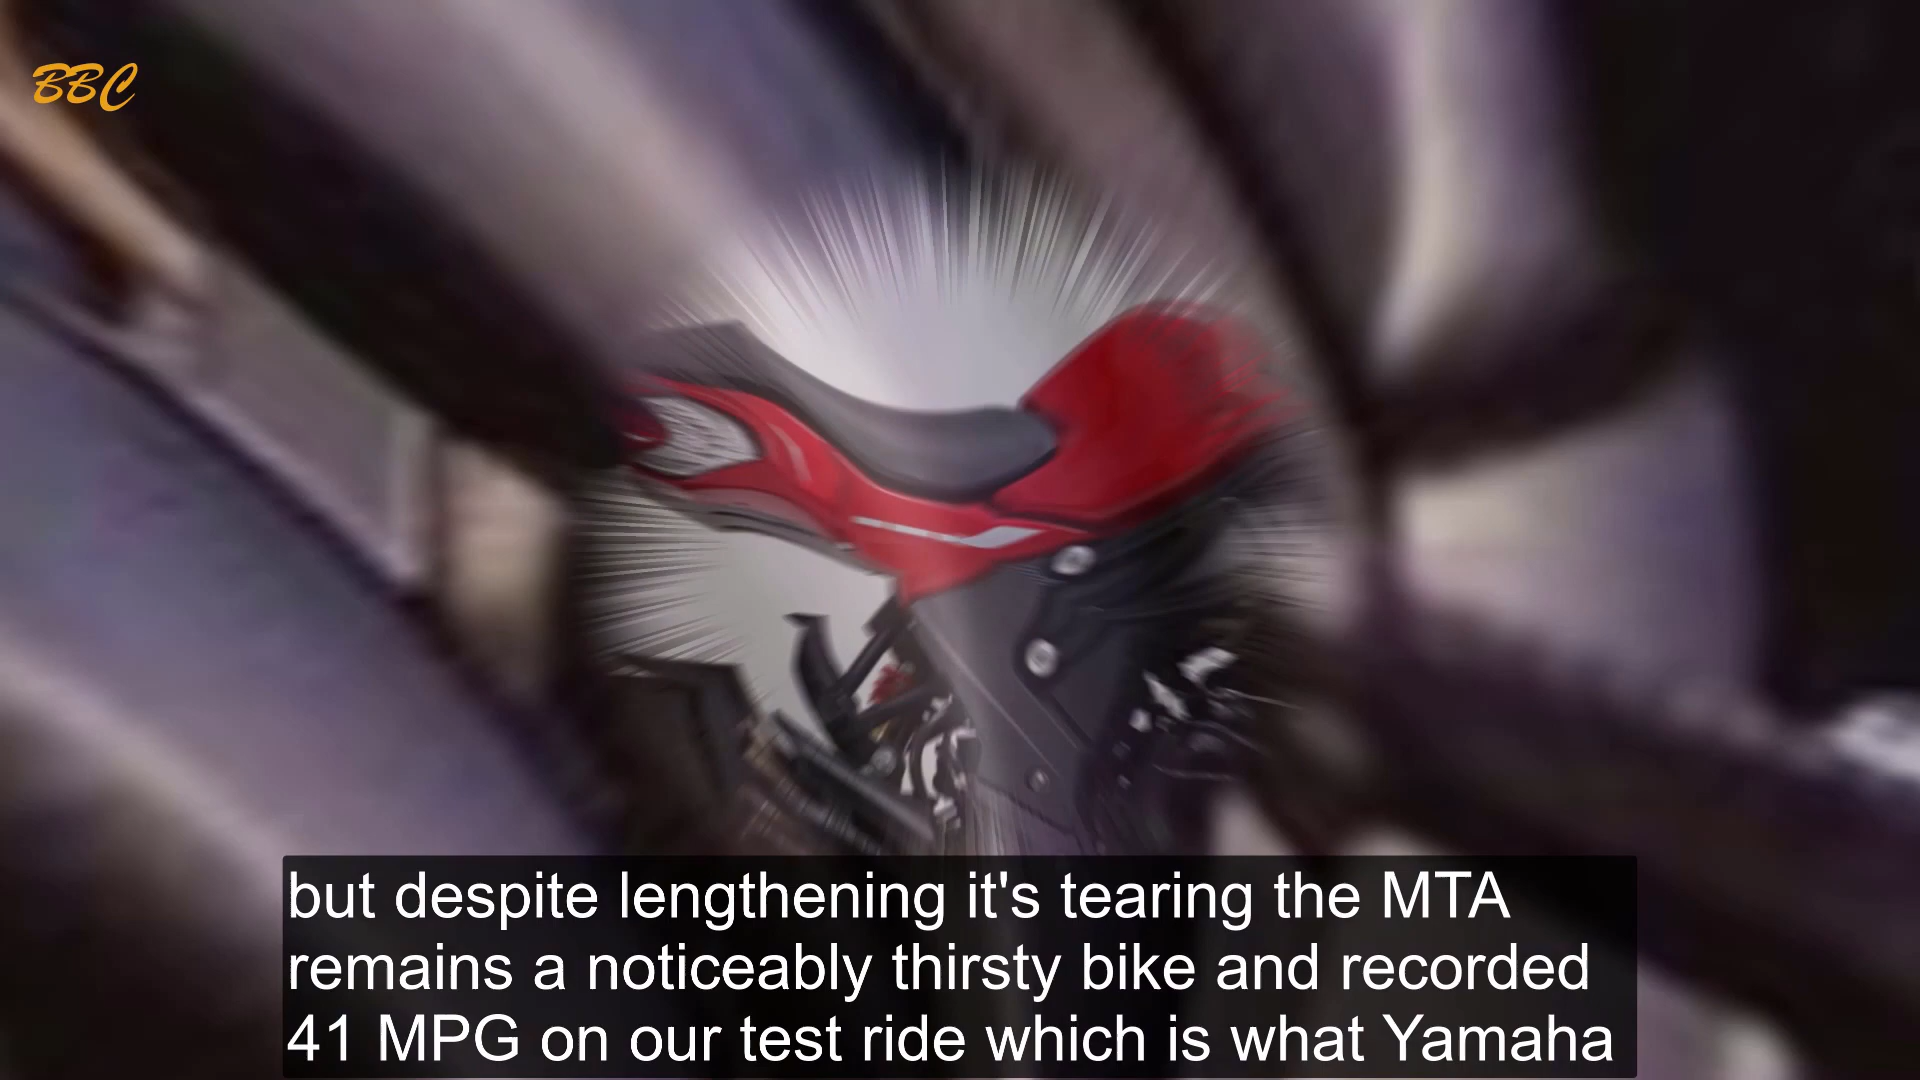 BBC
but despite lengthening it's tearing the MTA
remains a noticeably thirsty bike and recorded
41 MPG on our test ride which is what Yamaha